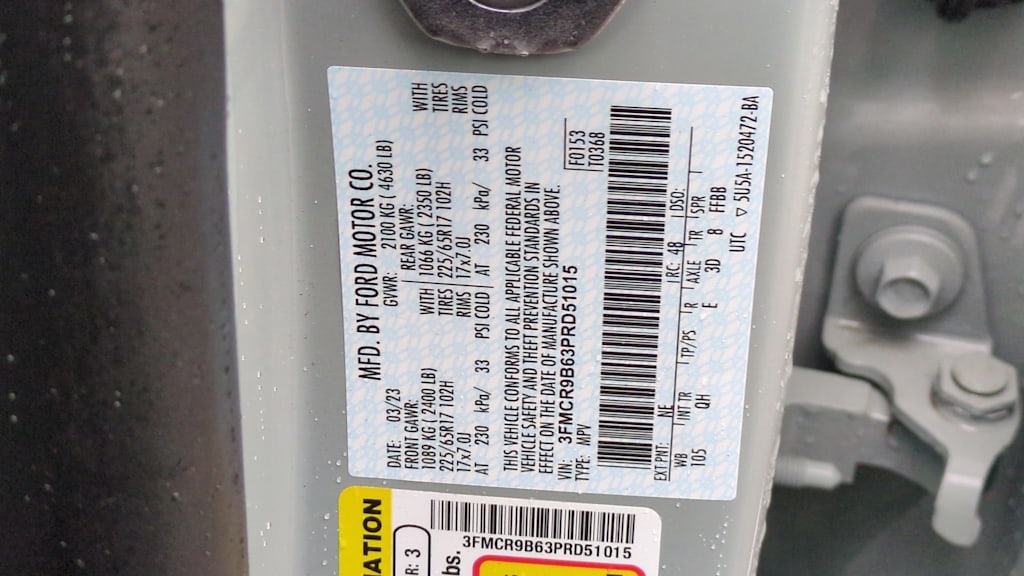 MFD. BY FORD MOTOR CO.
DATE: 03/23 GVWR: 2100 KG ( 4630 LB)
FRONT GAWR: REAR GAWR:
1089 KG ( 2400 LB) WITH 1066 KG ( 2350 LB) WITH
225/65R17 102H TIRES 225/65R17 102H TIRES
17x7.0J RIMS 17x7.0J RIMS
AT 230 kPa/ 33 PSI COLD AT 230 kPa/ 33 PSI COLD
THIS VEHICLE CONFORMS TO ALL APPLICABLE FEDERAL MOTOR
VEHICLE SAFETY AND THEFT PREVENTION STANDARDS IN
EFFECT ON THE DATE OF MANUFACTURE SHOWN ABOVE.
VIN: 3FMCR9B63PRD51015
TYPE: MPV
F0153
T0368
EXT PNT: NE RC: 4B DSO:
WB INT TR TP/PS R AXLE TR SPR
105 QH E 3D 8 FFBB
UTC ▽ 5U5A-1520472-BA
MATION
R: 3
bs.
3FMCR9B63PRD51015